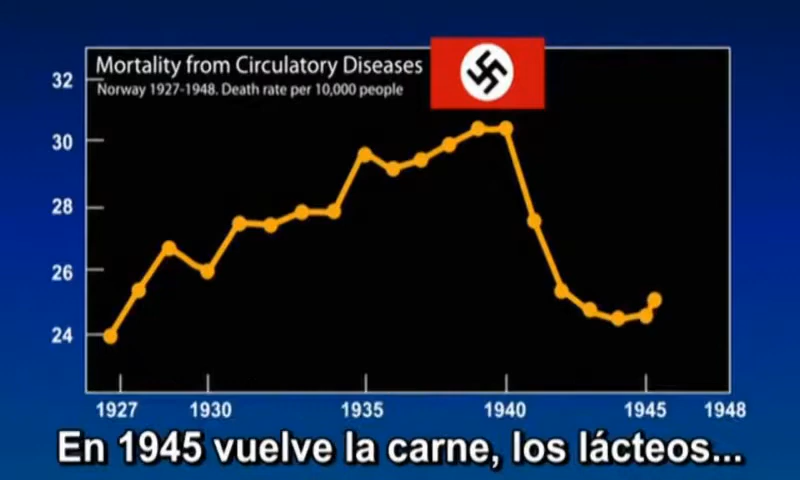 Mortality from Circulatory Diseases
Norway 1927-1948. Death rate per 10,000 people
32
30
28
26
24
1927 1930 1935 1940 1945 1948
En 1945 vuelve la carne, los lácteos...